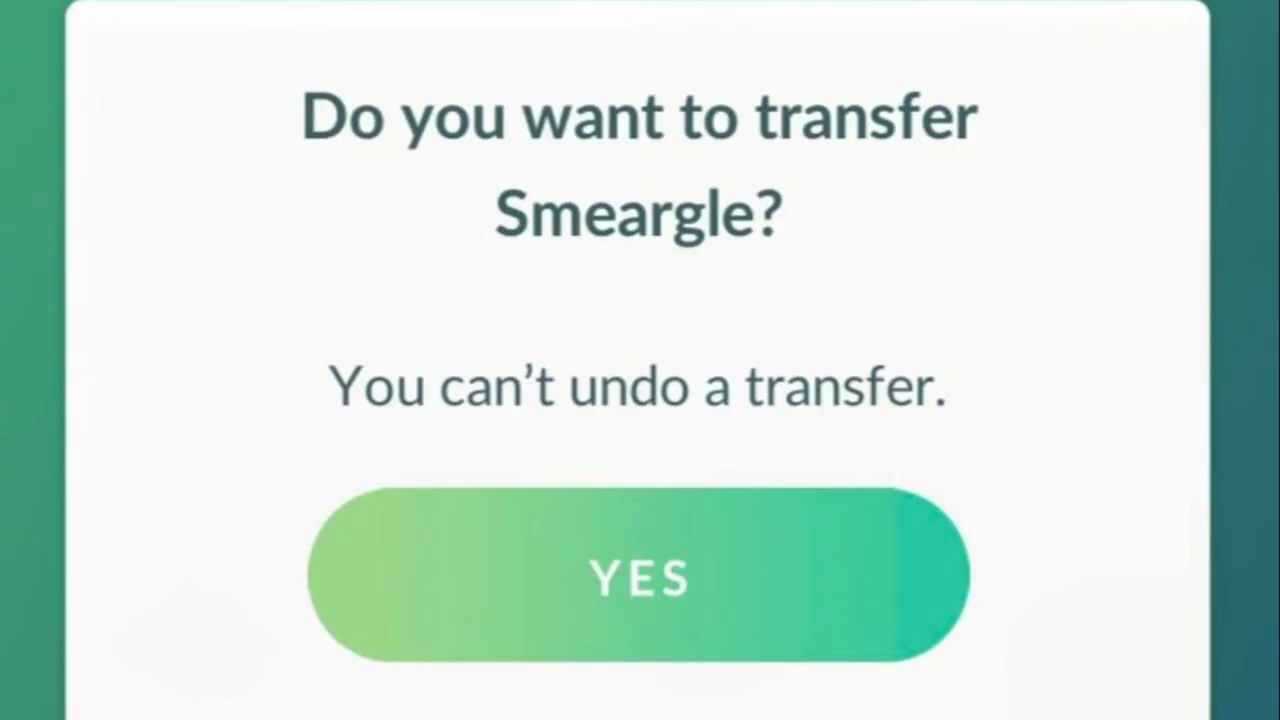 Do you want to transfer
Smeargle?
You can’t undo a transfer.
YES